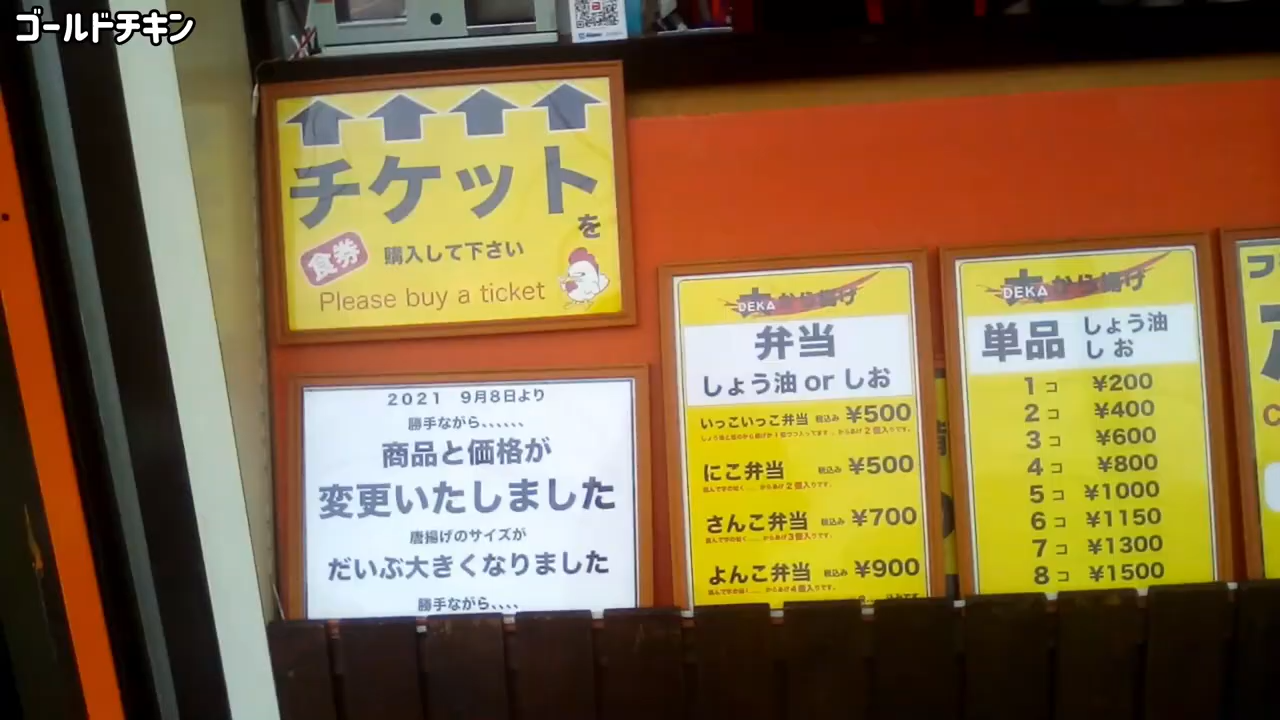 ゴールドチキン
チケット
を
食券 購入して下さい
Please buy a ticket
2021 9月8日より
勝手ながら、、、、、、
商品と価格が
変更いたしました
唐揚げのサイズが
だいぶ大きくなりました
勝手ながら、、、、
DEKA
弁当
しょう油 or しお
いっこいっこ弁当 税込み ¥500
にこ弁当 税込み ¥500
さんこ弁当 税込み ¥700
よんこ弁当 税込み ¥900
DEKA
単品 しょう油
しお
1コ ¥200
2コ ¥400
3コ ¥600
4コ ¥800
5コ ¥1000
6コ ¥1150
7コ ¥1300
8コ ¥1500